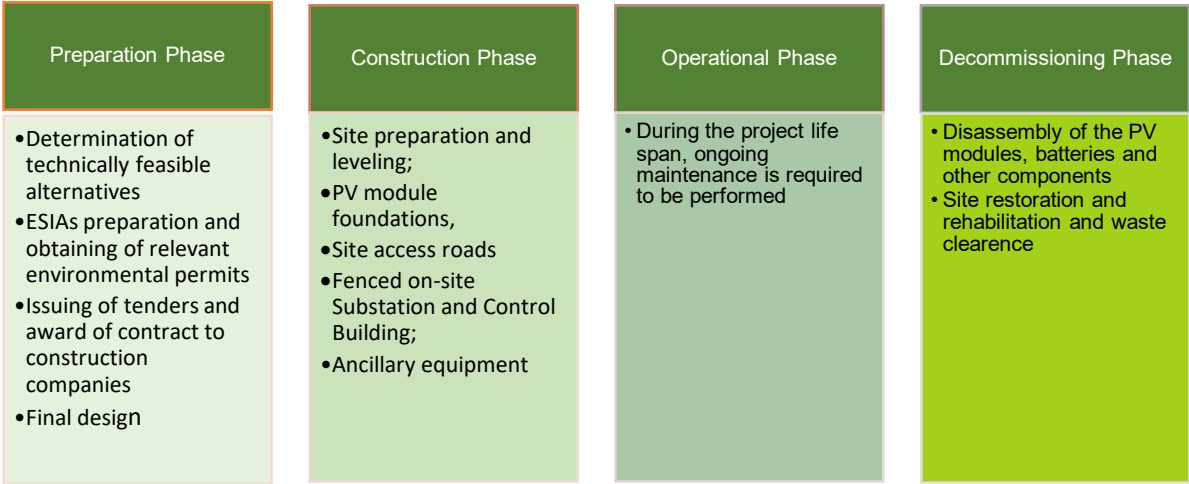 Preparation Phase
•Determination of
technically feasible
alternatives
•ESIAs preparation and
obtaining of relevant
environmental permits
•Issuing of tenders and
award of contract to
construction
companies
•Final design
Construction Phase
•Site preparation and
leveling;
•PV module
foundations,
•Site access roads
•Fenced on-site
Substation and Control
Building;
•Ancillary equipment
Operational Phase
• During the project life
span, ongoing
maintenance is required
to be performed
Decommissioning Phase
• Disassembly of the PV
modules, batteries and
other components
• Site restoration and
rehabilitation and waste
clearence